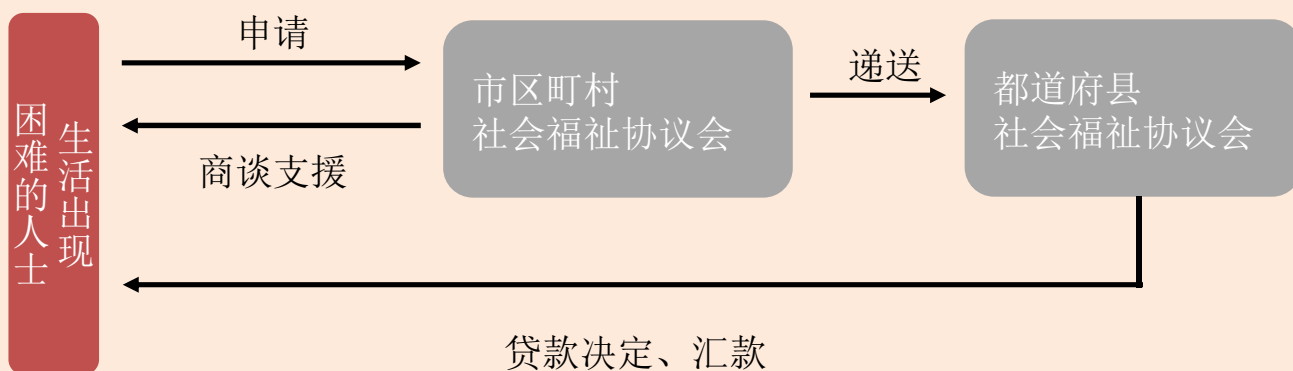 生活出现
困难的人士
申请
商谈支援
市区町村
社会福祉协议会
递送
都道府县
社会福祉协议会
贷款决定、汇款